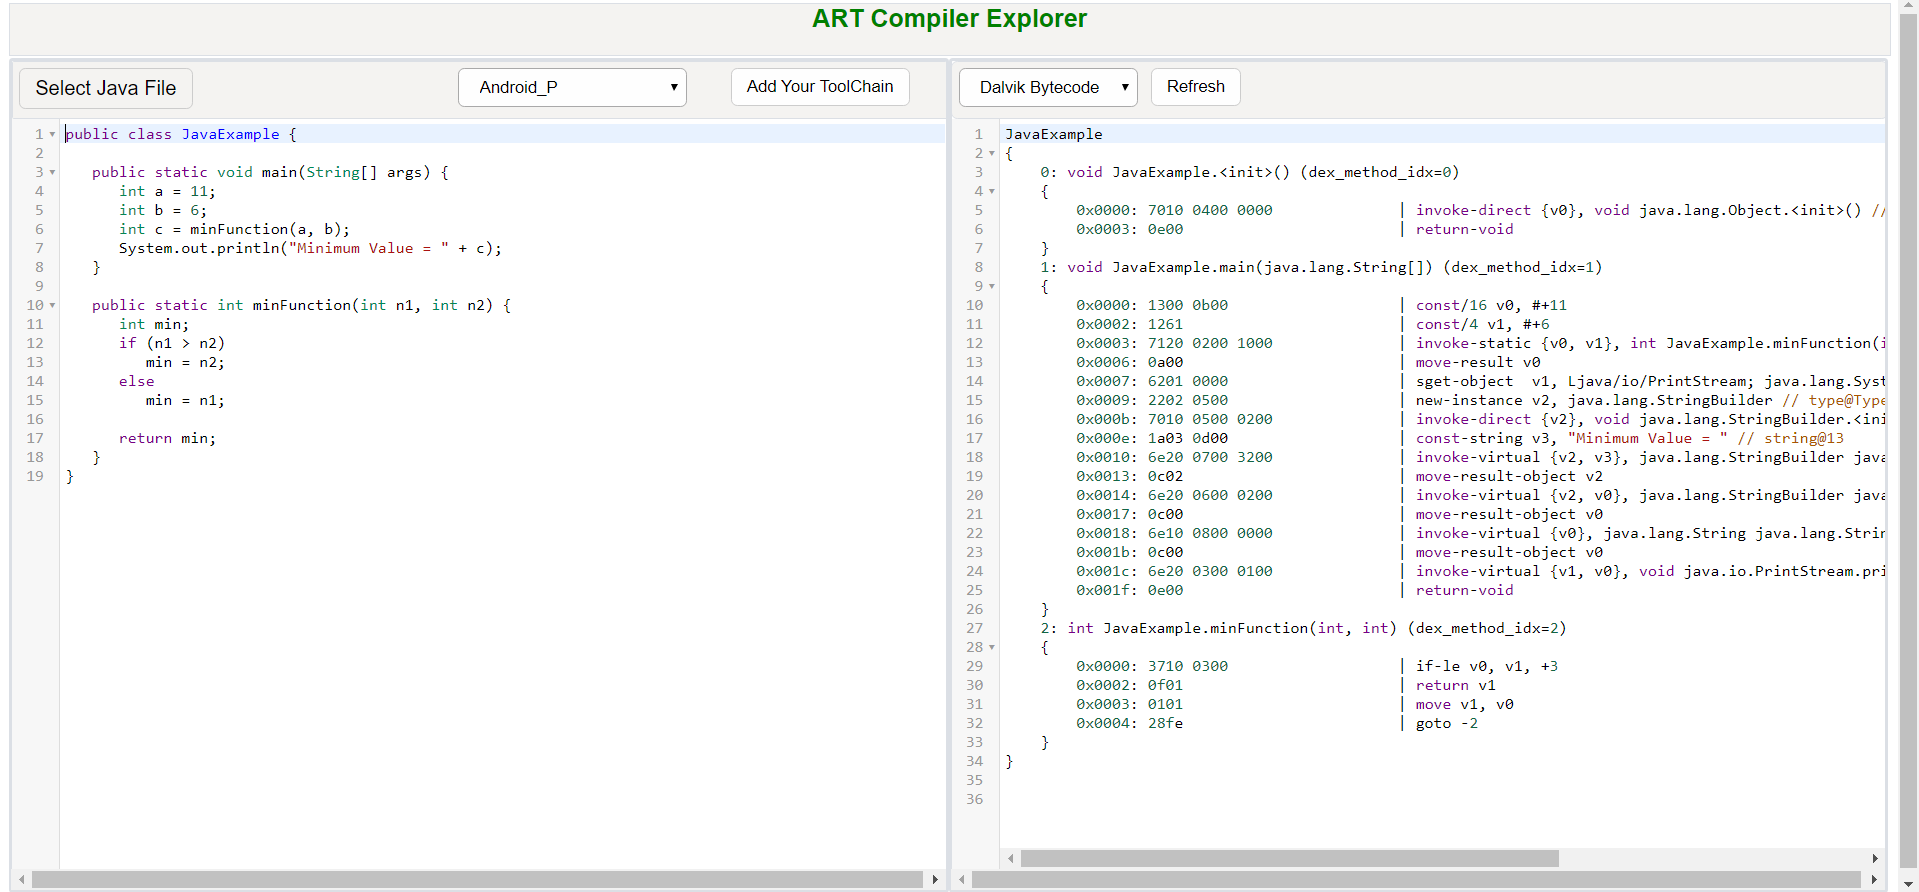 ART Compiler Explorer
Select Java File
Android_P
Add Your ToolChain
Dalvik Bytecode
Refresh
1 public class JavaExample {
2
3 public static void main(String[] args) {
4 int a = 11;
5 int b = 6;
6 int c = minFunction(a, b);
7 System.out.println("Minimum Value = " + c);
8 }
9
10 public static int minFunction(int n1, int n2) {
11 int min;
12 if (n1 > n2)
13 min = n2;
14 else
15 min = n1;
16
17 return min;
18 }
19 }
1 JavaExample
2 {
3 0: void JavaExample.<init>() (dex_method_idx=0)
4 {
5 0x0000: 7010 0400 0000 | invoke-direct {v0}, void java.lang.Object.<init>() //
6 0x0003: 0e00 | return-void
7 }
8 1: void JavaExample.main(java.lang.String[]) (dex_method_idx=1)
9 {
10 0x0000: 1300 0b00 | const/16 v0, #+11
11 0x0002: 1261 | const/4 v1, #+6
12 0x0003: 7120 0200 1000 | invoke-static {v0, v1}, int JavaExample.minFunction(i
13 0x0006: 0a00 | move-result v0
14 0x0007: 6201 0000 | sget-object v1, Ljava/io/PrintStream; java.lang.Syst
15 0x0009: 2202 0500 | new-instance v2, java.lang.StringBuilder // type@Type
16 0x000b: 7010 0500 0200 | invoke-direct {v2}, void java.lang.StringBuilder.<ini
17 0x000e: 1a03 0d00 | const-string v3, "Minimum Value = " // string@13
18 0x0010: 6e20 0700 3200 | invoke-virtual {v2, v3}, java.lang.StringBuilder java
19 0x0013: 0c02 | move-result-object v2
20 0x0014: 6e20 0600 0200 | invoke-virtual {v2, v0}, java.lang.StringBuilder java
21 0x0017: 0c00 | move-result-object v0
22 0x0018: 6e10 0800 0000 | invoke-virtual {v0}, java.lang.String java.lang.Strin
23 0x001b: 0c00 | move-result-object v0
24 0x001c: 6e20 0300 0100 | invoke-virtual {v1, v0}, void java.io.PrintStream.pri
25 0x001f: 0e00 | return-void
26 }
27 2: int JavaExample.minFunction(int, int) (dex_method_idx=2)
28 {
29 0x0000: 3710 0300 | if-le v0, v1, +3
30 0x0002: 0f01 | return v1
31 0x0003: 0101 | move v1, v0
32 0x0004: 28fe | goto -2
33 }
34 }
35
36